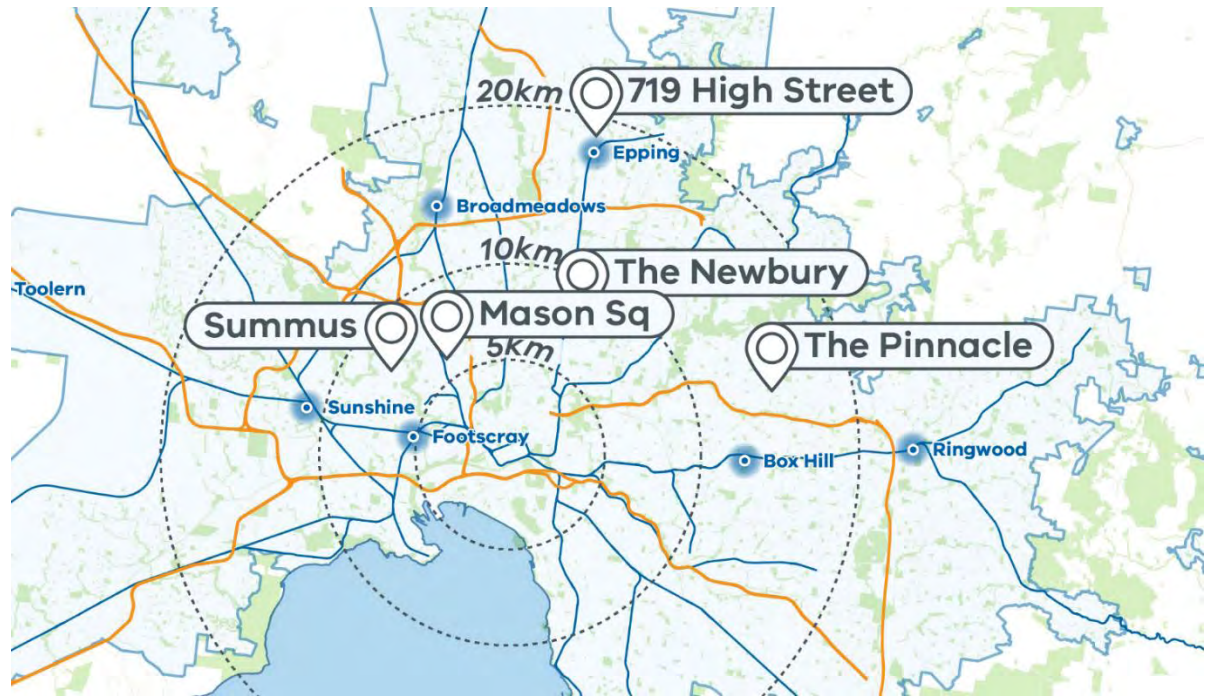 20km
719 High Street
Epping
Broadmeadows
10km
The Newbury
Toolern
Summus
Mason Sq
5km
The Pinnacle
Sunshine
Footscray
Box Hill
Ringwood